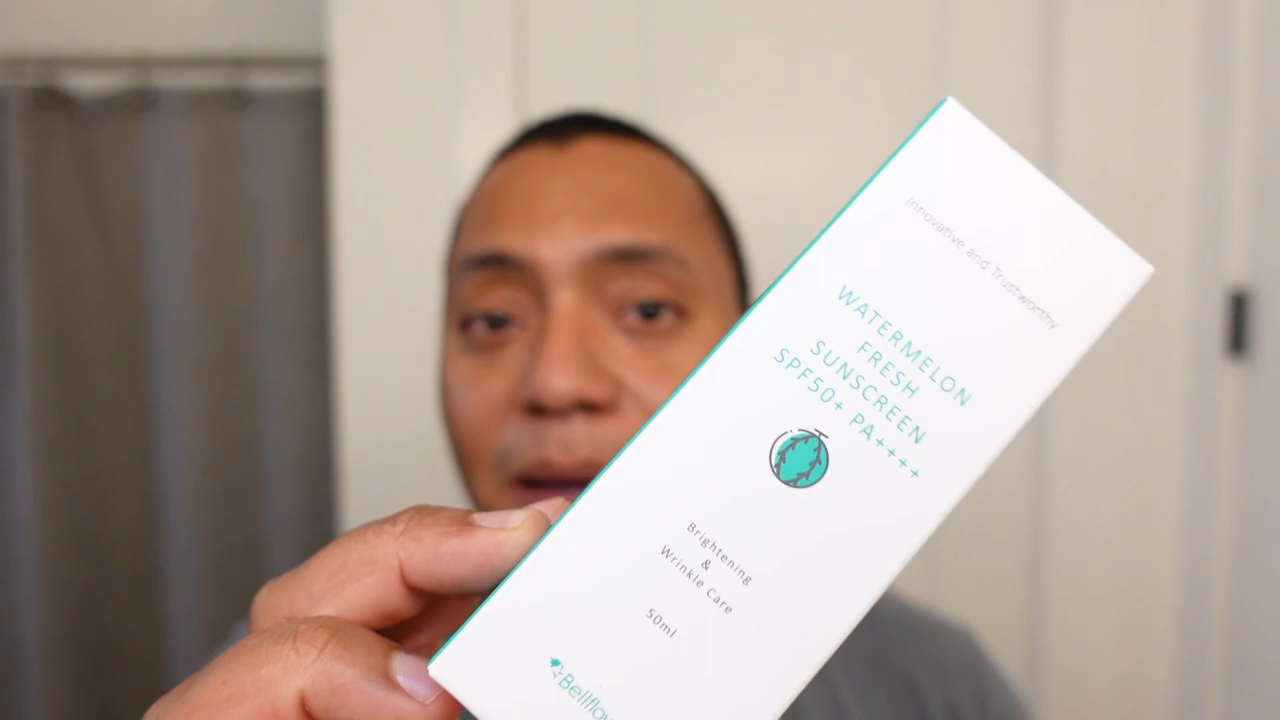 Innovative and Trustworthy
WATERMELON
FRESH
SUNSCREEN
SPF50+ PA++++
Brightening
&
Wrinkle Care
50ml